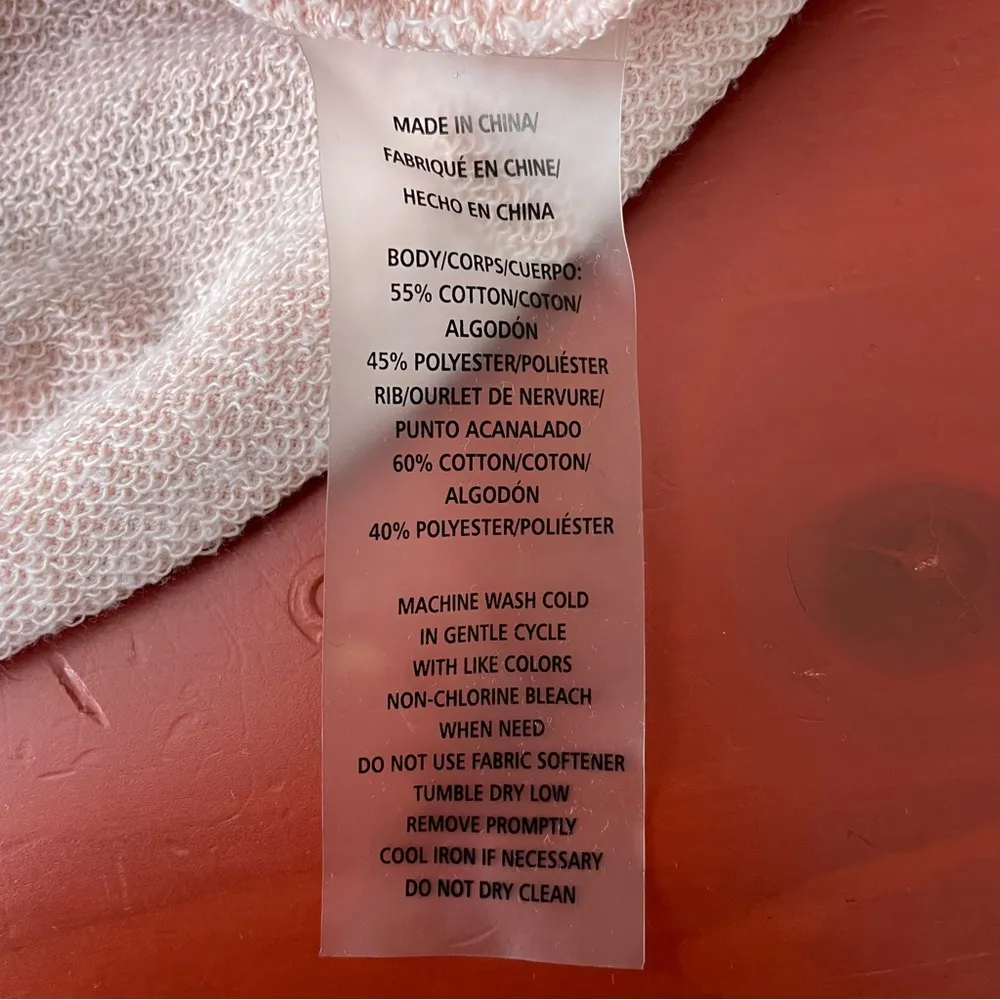 MADE IN CHINA/
FABRIQUÉ EN CHINE/
HECHO EN CHINA
BODY/CORPS/CUERPO:
55% COTTON/COTON/
ALGODÓN
45% POLYESTER/POLIÉSTER
RIB/OURLET DE NERVURE/
PUNTO ACANALADO
60% COTTON/COTON/
ALGODÓN
40% POLYESTER/POLIÉSTER
MACHINE WASH COLD
IN GENTLE CYCLE
WITH LIKE COLORS
NON-CHLORINE BLEACH
WHEN NEED
DO NOT USE FABRIC SOFTENER
TUMBLE DRY LOW
REMOVE PROMPTLY
COOL IRON IF NECESSARY
DO NOT DRY CLEAN